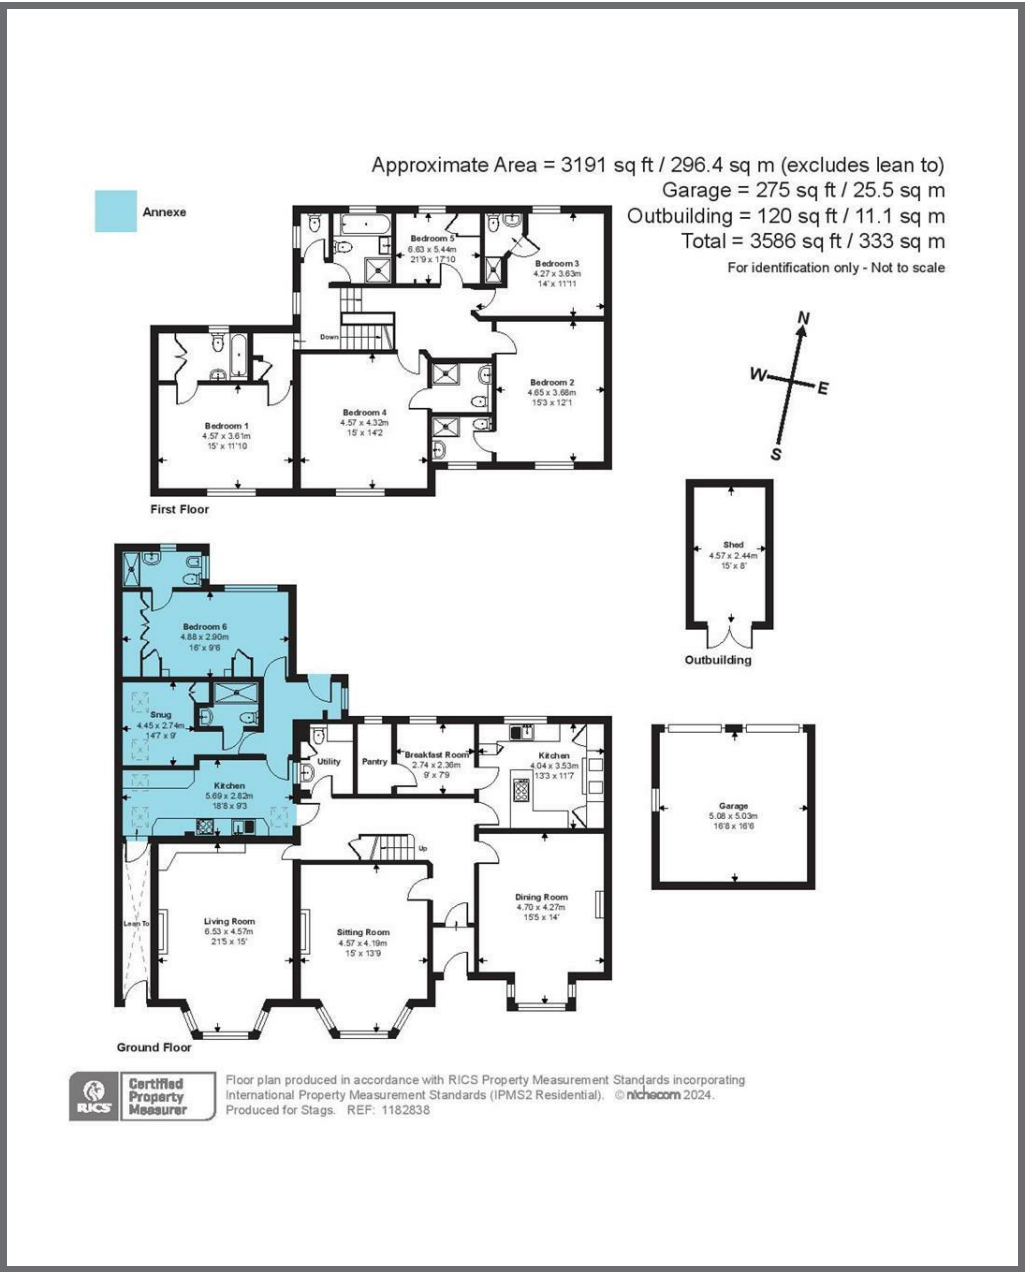 Approximate Area = 3191 sq ft / 296.4 sq m (excludes lean to)
Garage = 275 sq ft / 25.5 sq m
Outbuilding = 120 sq ft / 11.1 sq m
Total = 3586 sq ft / 333 sq m
For identification only - Not to scale
Annexe
Bedroom 5
6.63 x 5.44m
21'9 x 17'10
Bedroom 3
4.27 x 3.63m
14' x 11'11
Down
Bedroom 2
4.65 x 3.68m
15'3 x 12'1
Bedroom 4
4.57 x 4.32m
15' x 14'2
Bedroom 1
4.57 x 3.61m
15' x 11'10
First Floor
N
W
E
S
Shed
4.57 x 2.44m
15' x 8'
Outbuilding
Bedroom 6
4.88 x 2.90m
16' x 9'6
Snug
4.45 x 2.74m
14'7 x 9'
Utility
Pantry
Breakfast Room
2.74 x 2.36m
9' x 7'9
Kitchen
4.04 x 3.53m
13'3 x 11'7
Kitchen
5.69 x 2.82m
18'8 x 9'3
Up
Garage
5.08 x 5.03m
16'8 x 16'6
Lean To
Living Room
6.53 x 4.57m
21'5 x 15'
Sitting Room
4.57 x 4.19m
15' x 13'9
Dining Room
4.70 x 4.27m
15'5 x 14'
Ground Floor
RICS
Certified
Property
Measurer
Floor plan produced in accordance with RICS Property Measurement Standards incorporating
International Property Measurement Standards (IPMS2 Residential). © nichecom 2024.
Produced for Stags. REF: 1182838